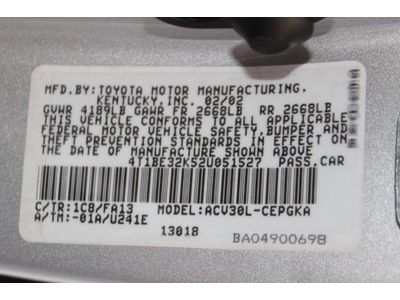 MFD.BY:TOYOTA MOTOR MANUFACTURING,
KENTUCKY,INC. 02/02
GVWR 4189LB GAWR FR 2668LB RR 2668LB
THIS VEHICLE CONFORMS TO ALL APPLICABLE
FEDERAL MOTOR VEHICLE SAFETY,BUMPER AND
THEFT PREVENTION STANDARDS IN EFFECT ON THE
DATE OF MANUFACTURE SHOWN ABOVE.
4T1BE32K52U051527 PASS.CAR
C/TR:1C8/FA13 MODEL:ACV30L-CEPGKA
A/TM:-01A/U241E
13018 BA04900698